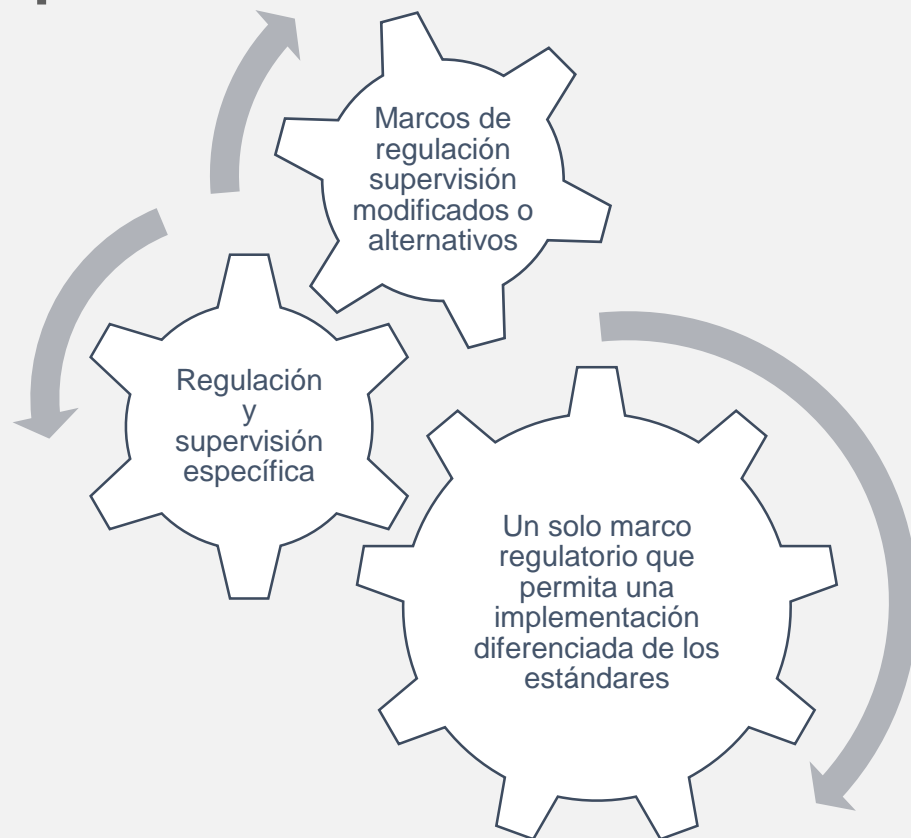 Marcos de
regulación
supervisión
modificados o
alternativos
Regulación
y
supervisión
específica
Un solo marco
regulatorio que
permita una
implementación
diferenciada de los
estándares